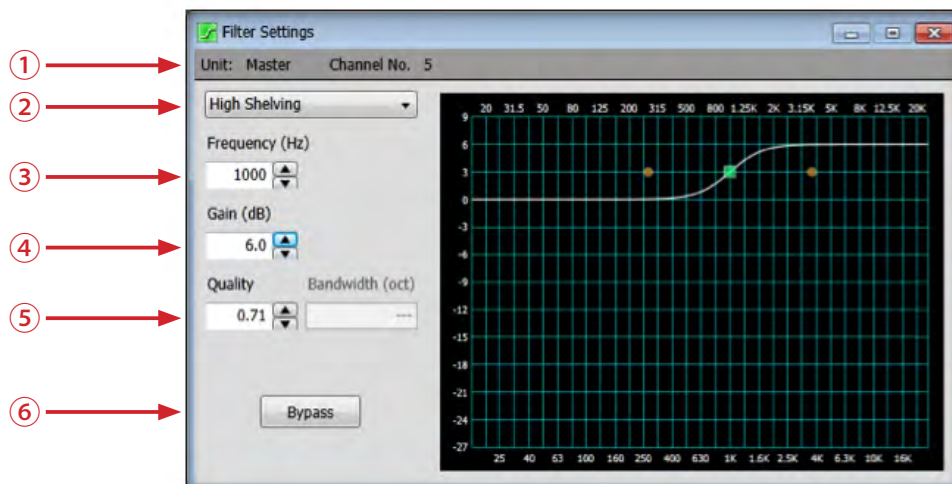 Filter Settings
① Unit: Master Channel No. 5
② High Shelving
Frequency (Hz)
③ 1000
Gain (dB)
④ 6.0
Quality Bandwidth (oct)
⑤ 0.71 ---
⑥ Bypass
20 31.5 50 80 125 200 315 500 800 1.25K 2K 3.15K 5K 8K 12.5K 20K
9
6
3
0
-3
-6
-9
-12
-15
-18
-21
-24
-27
25 40 63 100 160 250 400 630 1K 1.6K 2.5K 4K 6.3K 10K 16K